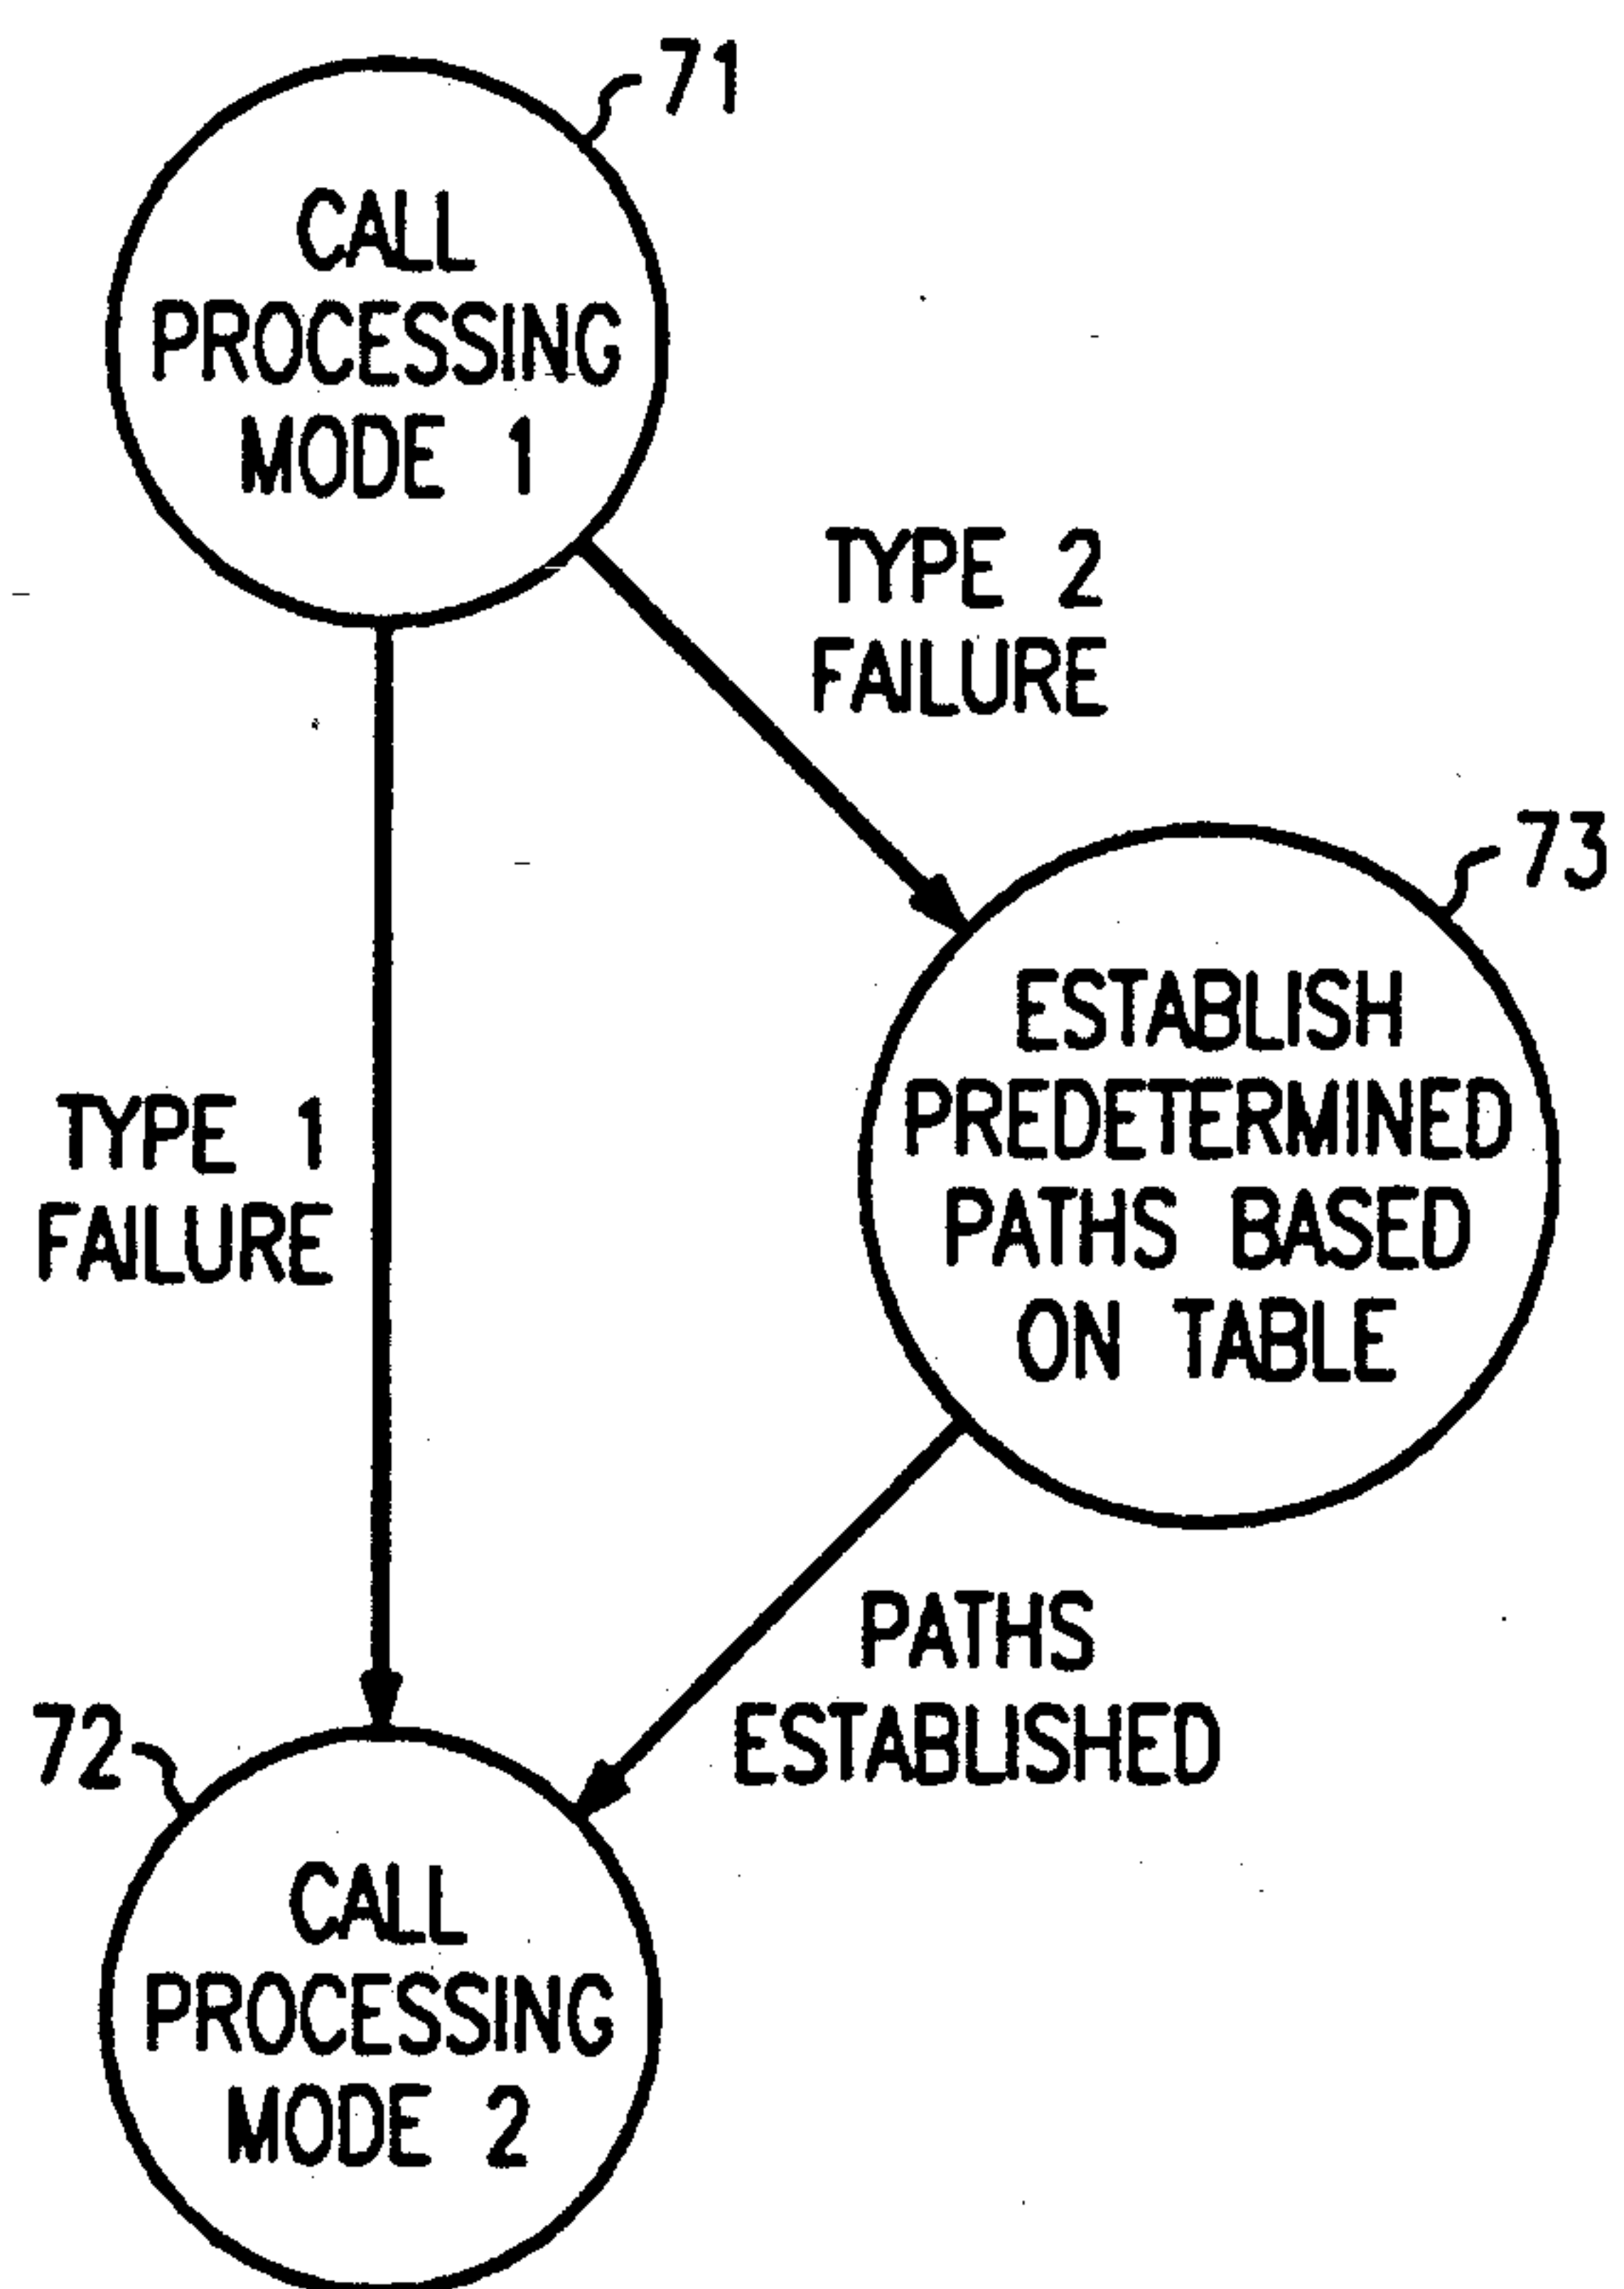 71
CALL
PROCESSING
MODE 1
TYPE 2
FAILURE
73
ESTABLISH
PREDETERMINED
PATHS BASED
ON TABLE
TYPE 1
FAILURE
PATHS
ESTABLISHED
72
CALL
PROCESSING
MODE 2